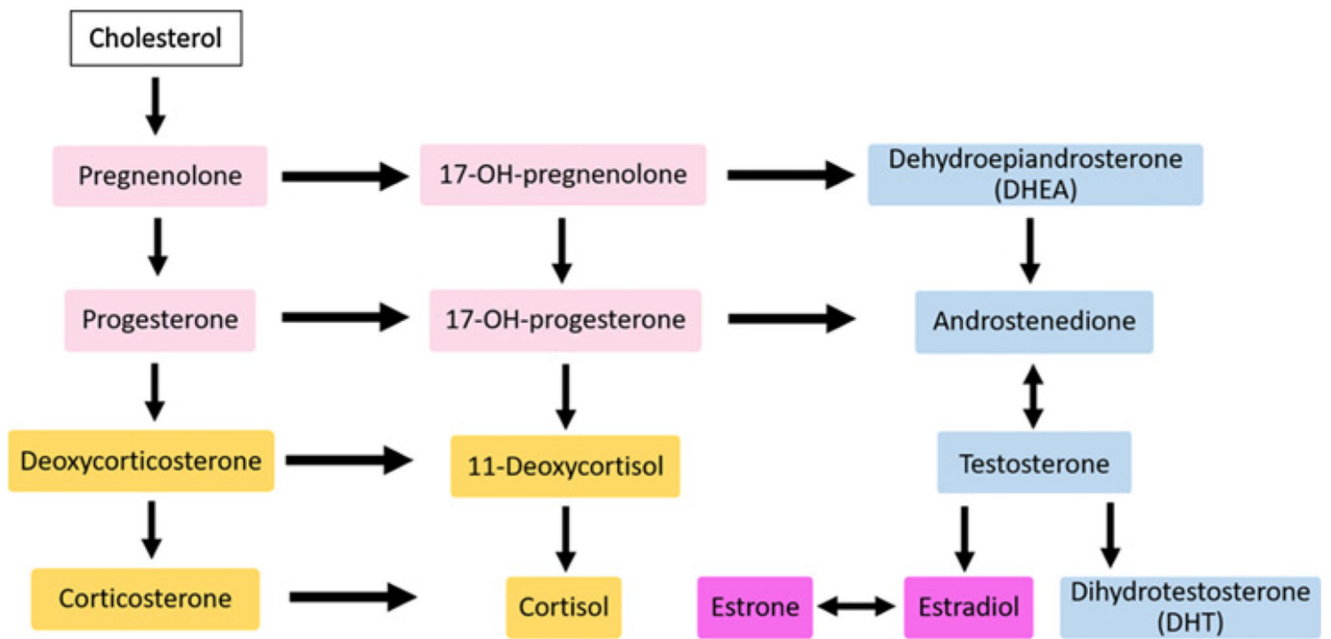 Cholesterol
Pregnenolone
17-OH-pregnenolone
Dehydroepiandrosterone
(DHEA)
Progesterone
17-OH-progesterone
Androstenedione
Deoxycorticosterone
11-Deoxycortisol
Testosterone
Corticosterone
Cortisol
Estrone
Estradiol
Dihydrotestosterone
(DHT)